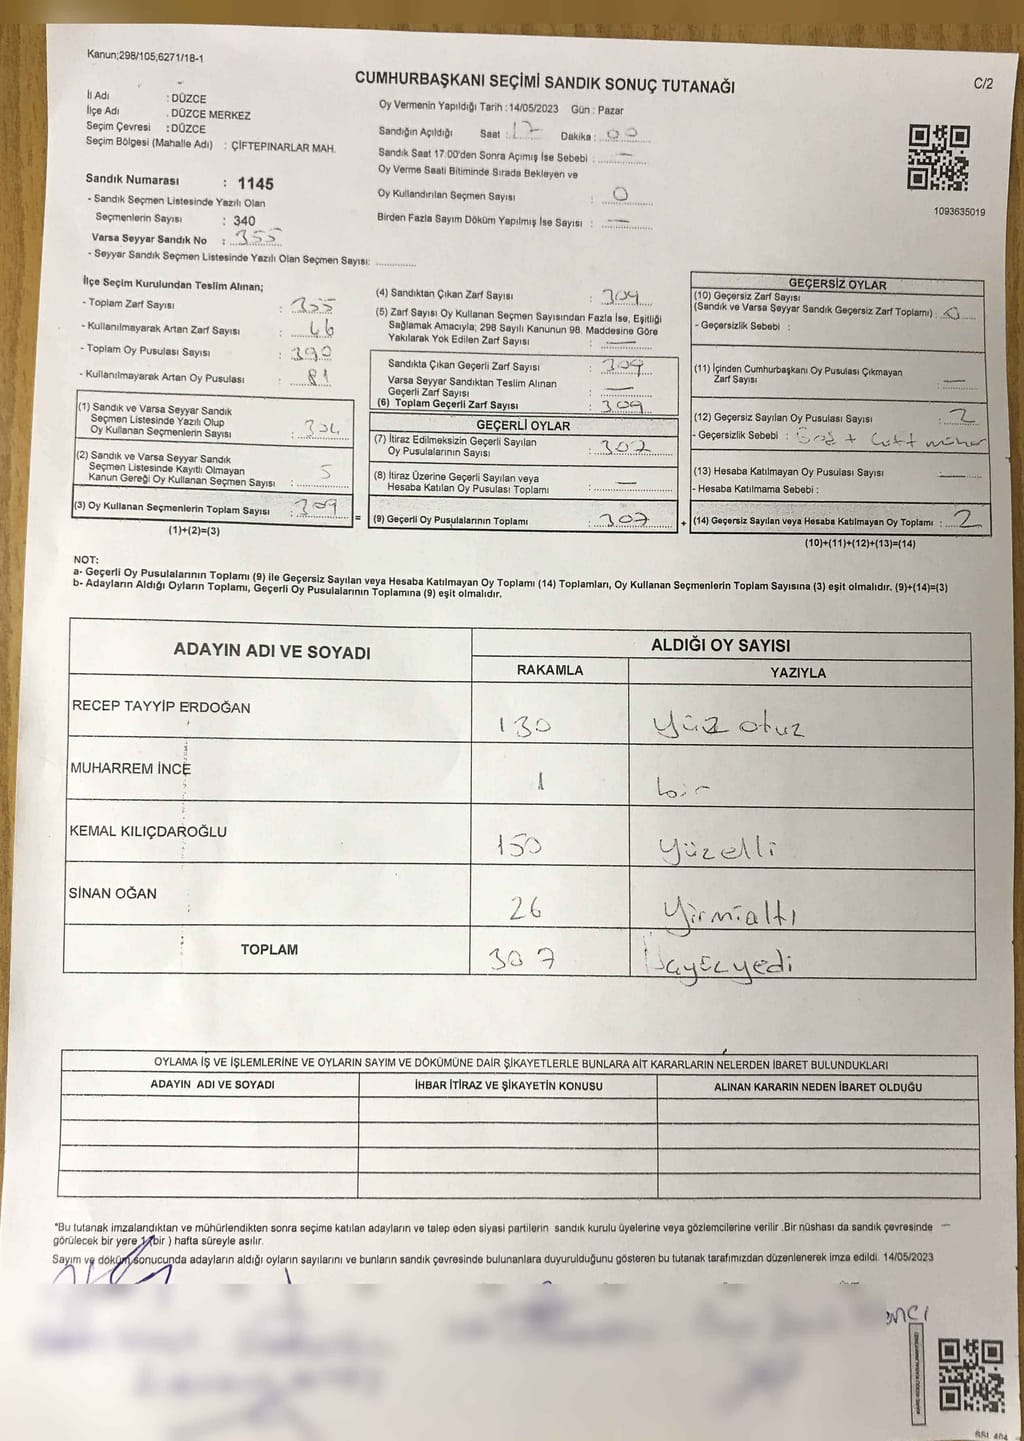 Kanun;298/105,6271/18-1
CUMHURBAŞKANI SEÇİMİ SANDIK SONUÇ TUTANAĞI
C/2
İl Adı : DÜZCE
İlçe Adı . DÜZCE MERKEZ
Seçim Çevresi : DÜZCE
Seçim Bölgesi (Mahalle Adı) : ÇİFTEPINARLAR MAH.
Oy Vermenin Yapıldığı Tarih :14/05/2023 Gün : Pazar
Sandığın Açıldığı Saat : 17 Dakika : 00
Sandık Saat 17:00'den Sonra Açımış İse Sebebi : —
Oy Verme Saati Bitiminde Sırada Bekleyen ve
Oy Kullandırılan Seçmen Sayısı : 0
Birden Fazla Sayım Döküm Yapılmış İse Sayısı : —
1093635019
Sandık Numarası : 1145
- Sandık Seçmen Listesinde Yazılı Olan
Seçmenlerin Sayısı : 340
Varsa Seyyar Sandık No : 355
- Seyyar Sandık Seçmen Listesinde Yazılı Olan Seçmen Sayısı:
İlçe Seçim Kurulundan Teslim Alınan;
- Toplam Zarf Sayısı : 355
- Kullanılmayarak Artan Zarf Sayısı : 46
- Toplam Oy Pusulası Sayısı : 390
- Kullanılmayarak Artan Oy Pusulası : 81
(1) Sandık ve Varsa Seyyar Sandık
Seçmen Listesinde Yazılı Olup
Oy Kullanan Seçmenlerin Sayısı : 304
(2) Sandık ve Varsa Seyyar Sandık
Seçmen Listesinde Kayıtlı Olmayan
Kanun Gereği Oy Kullanan Seçmen Sayısı : 5
(3) Oy Kullanan Seçmenlerin Toplam Sayısı : 309 =
(1)+(2)=(3)
(4) Sandıktan Çıkan Zarf Sayısı : 309
(5) Zarf Sayısı Oy Kullanan Seçmen Sayısından Fazla İse, Eşitliği
Sağlamak Amacıyla; 298 Sayılı Kanunun 98. Maddesine Göre
Yakılarak Yok Edilen Zarf Sayısı : —
Sandıkta Çıkan Geçerli Zarf Sayısı : 309
Varsa Seyyar Sandıktan Teslim Alınan
Geçerli Zarf Sayısı : —
(6) Toplam Geçerli Zarf Sayısı : 309
GEÇERLİ OYLAR
(7) İtiraz Edilmeksizin Geçerli Sayılan
Oy Pusulalarının Sayısı : 307
(8) İtiraz Üzerine Geçerli Sayılan veya
Hesaba Katılan Oy Pusulası Toplamı : —
(9) Geçerli Oy Pusulalarının Toplamı : 307 +
GEÇERSİZ OYLAR
(10) Geçersiz Zarf Sayısı
(Sandık ve Varsa Seyyar Sandık Geçersiz Zarf Toplamı) : 0
- Geçersizlik Sebebi :
(11) İçinden Cumhurbaşkanı Oy Pusulası Çıkmayan
Zarf Sayısı : —
(12) Geçersiz Sayılan Oy Pusulası Sayısı : 2
- Geçersizlik Sebebi : + Çift mühür
(13) Hesaba Katılmayan Oy Pusulası Sayısı : —
- Hesaba Katılmama Sebebi :
(14) Geçersiz Sayılan veya Hesaba Katılmayan Oy Toplamı : 2
(10)+(11)+(12)+(13)=(14)
NOT:
a- Geçerli Oy Pusulalarının Toplamı (9) ile Geçersiz Sayılan veya Hesaba Katılmayan Oy Toplamı (14) Toplamları, Oy Kullanan Seçmenlerin Toplam Sayısına (3) eşit olmalıdır. (9)+(14)=(3)
b- Adayların Aldığı Oyların Toplamı, Geçerli Oy Pusulalarının Toplamına (9) eşit olmalıdır.
ADAYIN ADI VE SOYADI ALDIĞI OY SAYISI
RAKAMLA YAZIYLA
RECEP TAYYİP ERDOĞAN 130 yüz otuz
MUHARREM İNCE 1 bir
KEMAL KILIÇDAROĞLU 150 yüzelli
SİNAN OĞAN 26 Yirmialtı
TOPLAM 307 üçyüzyedi
OYLAMA İŞ VE İŞLEMLERİNE VE OYLARIN SAYIM VE DÖKÜMÜNE DAİR ŞİKAYETLERLE BUNLARA AİT KARARLARIN NELERDEN İBARET BULUNDUKLARI
ADAYIN ADI VE SOYADI İHBAR İTİRAZ VE ŞİKAYETİN KONUSU ALINAN KARARIN NEDEN İBARET OLDUĞU
*Bu tutanak imzalandıktan ve mühürlendikten sonra seçime katılan adayların ve talep eden siyasi partilerin sandık kurulu üyelerine veya gözlemcilerine verilir .Bir nüshası da sandık çevresinde
görülecek bir yere 1 (bir ) hafta süreyle asılır.
Sayım ve döküm sonucunda adayların aldığı oyların sayılarını ve bunların sandık çevresinde bulunanlara duyurulduğunu gösteren bu tutanak tarafımızdan düzenlenerek imza edildi. 14/05/2023